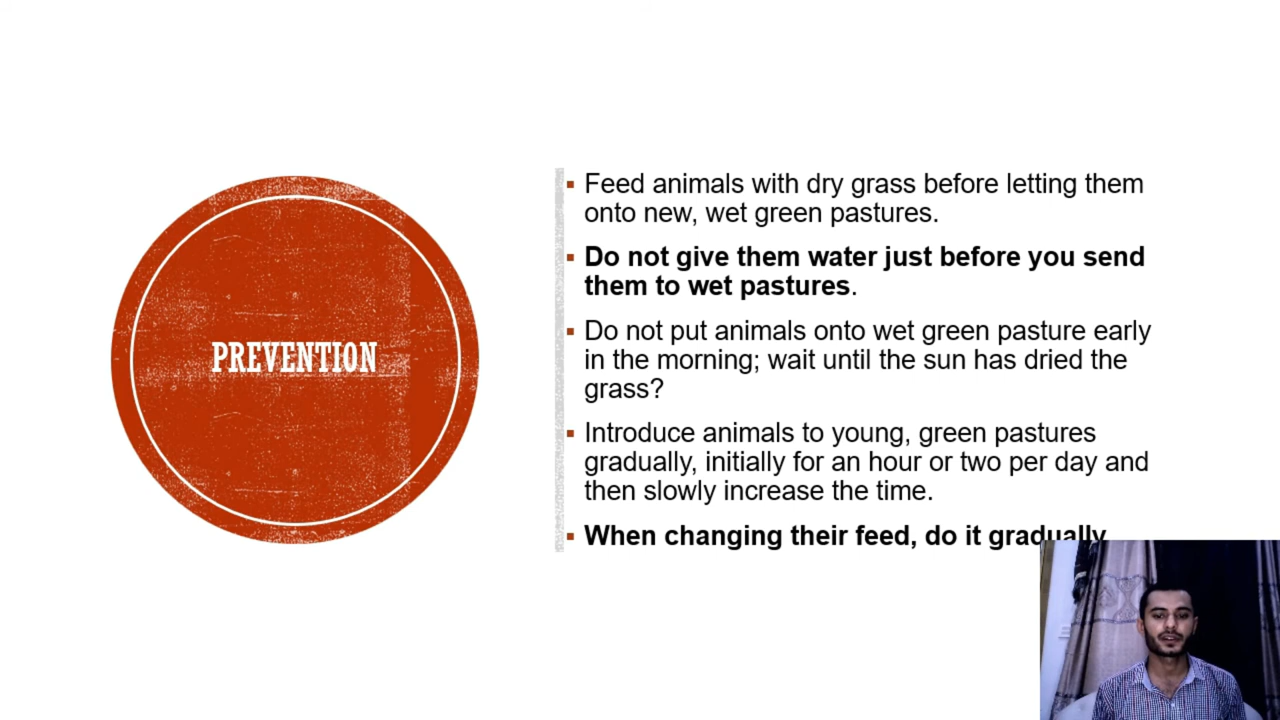 PREVENTION
▪ Feed animals with dry grass before letting them
onto new, wet green pastures.
▪ Do not give them water just before you send
them to wet pastures.
▪ Do not put animals onto wet green pasture early
in the morning; wait until the sun has dried the
grass?
▪ Introduce animals to young, green pastures
gradually, initially for an hour or two per day and
then slowly increase the time.
▪ When changing their feed, do it gradually